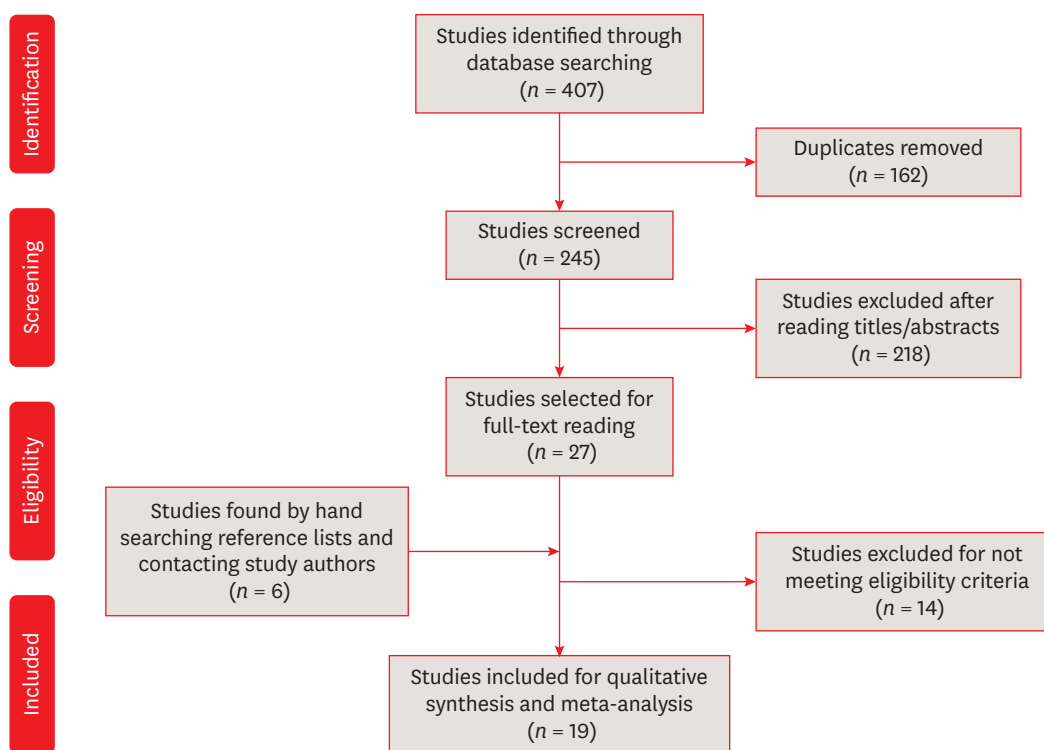 Identification
Studies identified through
database searching
(n = 407)
Duplicates removed
(n = 162)
Screening
Studies screened
(n = 245)
Studies excluded after
reading titles/abstracts
(n = 218)
Eligibility
Studies selected for
full-text reading
(n = 27)
Studies found by hand
searching reference lists and
contacting study authors
(n = 6)
Studies excluded for not
meeting eligibility criteria
(n = 14)
Included
Studies included for qualitative
synthesis and meta-analysis
(n = 19)